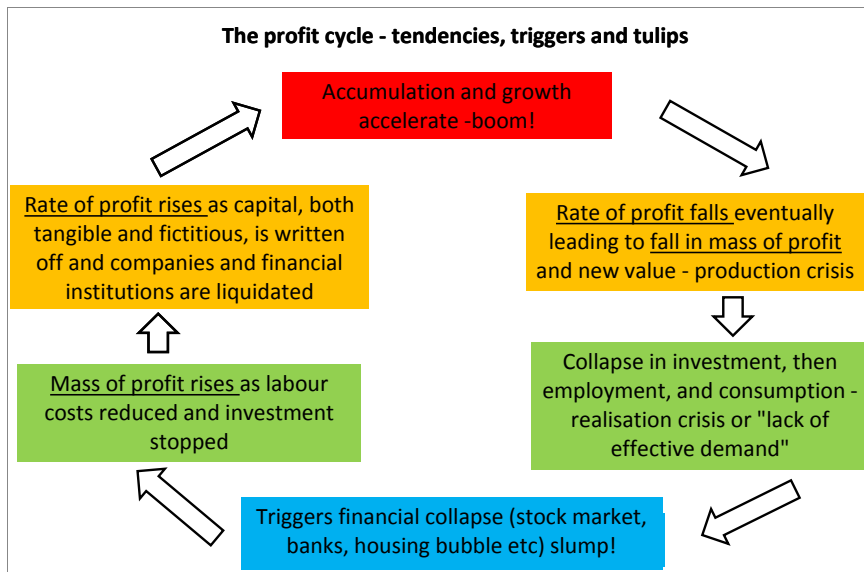 The profit cycle - tendencies, triggers and tulips
Accumulation and growth
accelerate -boom!
Rate of profit falls eventually
leading to fall in mass of profit
and new value - production crisis
Collapse in investment, then
employment, and consumption -
realisation crisis or "lack of
effective demand"
Triggers financial collapse (stock market,
banks, housing bubble etc) slump!
Mass of profit rises as labour
costs reduced and investment
stopped
Rate of profit rises as capital, both
tangible and fictitious, is written
off and companies and financial
institutions are liquidated